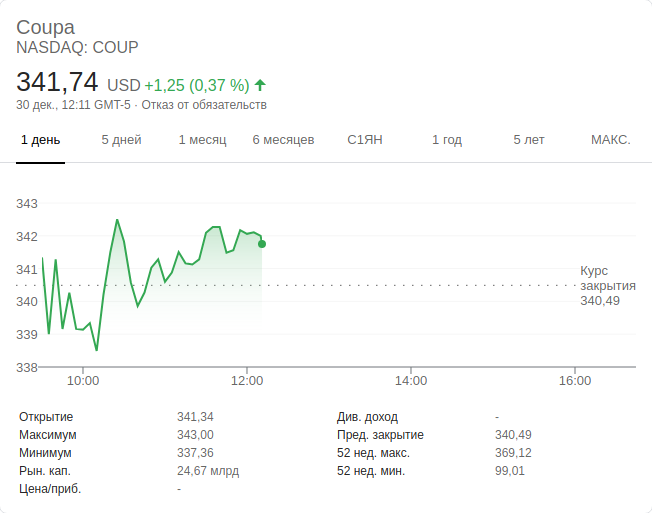 Coupa
NASDAQ: COUP
341,74 USD +1,25 (0,37 %)
30 дек., 12:11 GMT-5 · Отказ от обязательств
1 день 5 дней 1 месяц 6 месяцев С1ЯН 1 год 5 лет МАКС.
343
342
341
340
339
338
Курс
закрытия
340,49
10:00 12:00 14:00 16:00
Открытие 341,34 Див. доход -
Максимум 343,00 Пред. закрытие 340,49
Минимум 337,36 52 нед. макс. 369,12
Рын. кап. 24,67 млрд 52 нед. мин. 99,01
Цена/приб. -